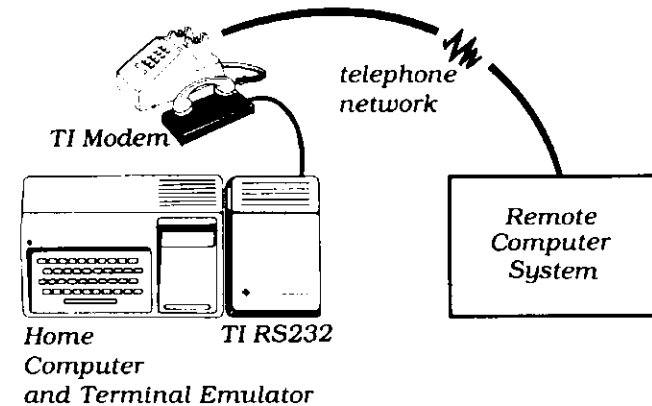 telephone
network
TI Modem
Remote
Computer
System
Home
Computer
and Terminal Emulator
TI RS232